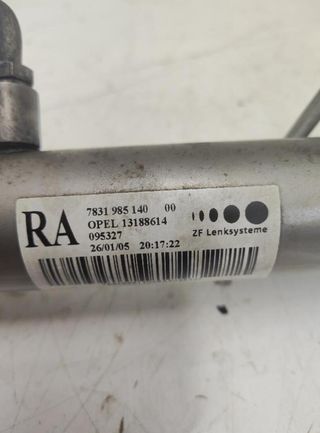 RA
7831 985 140 00
OPEL 13188614
095327
26/01/05 20:17:22
ZF Lenksysteme